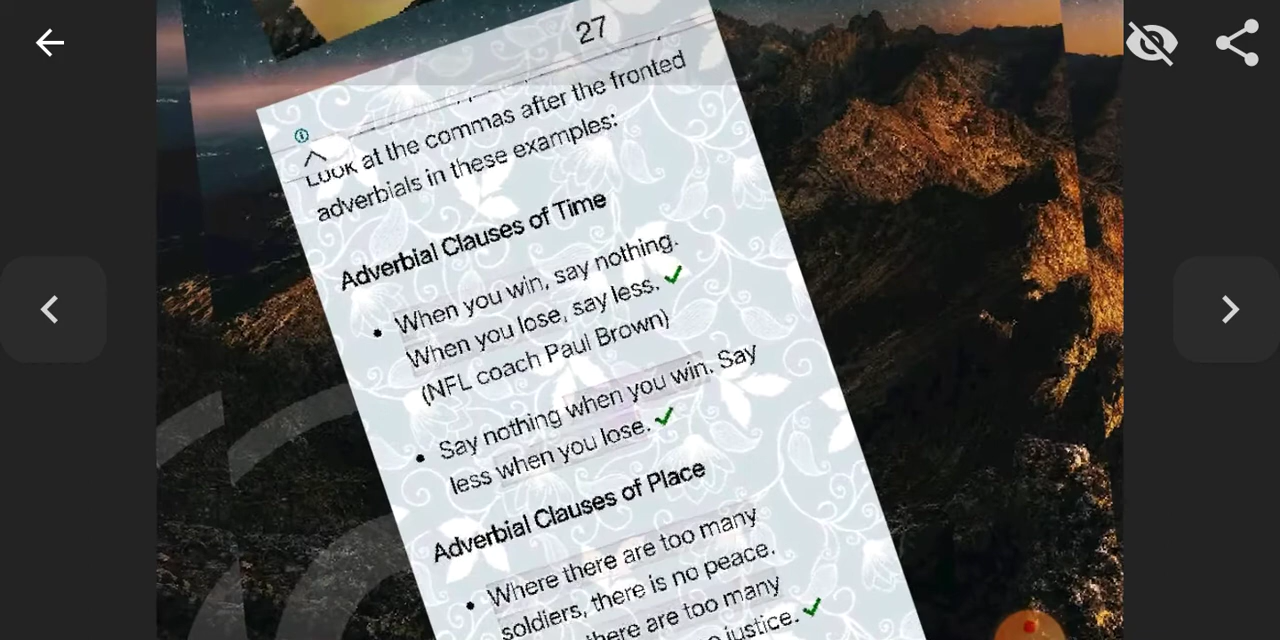 27
Look at the commas after the fronted
adverbials in these examples:
Adverbial Clauses of Time
• When you win, say nothing.
When you lose, say less. ✓
(NFL coach Paul Brown)
• Say nothing when you win. Say
less when you lose. ✓
Adverbial Clauses of Place
• Where there are too many
soldiers, there is no peace.
there are too many
justice. ✓